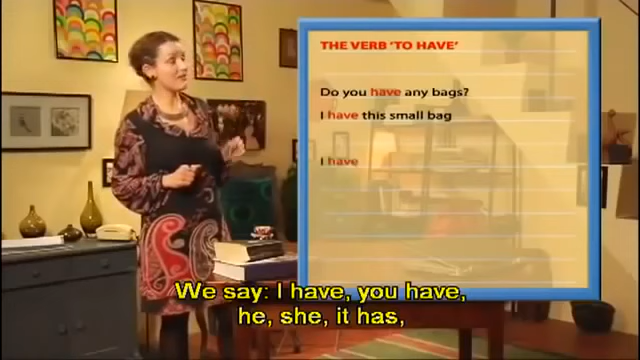 THE VERB 'TO HAVE'
Do you have any bags?
I have this small bag
I have
We say: I have, you have,
he, she, it has,